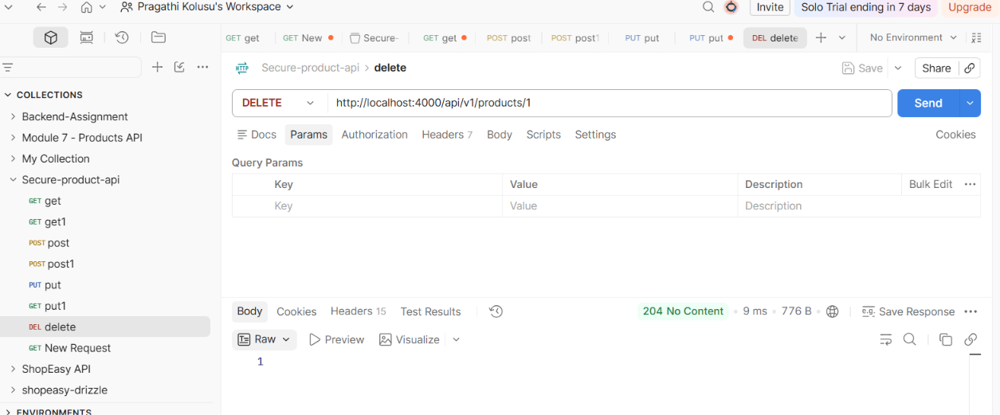 Pragathi Kolusu's Workspace Invite Solo Trial ending in 7 days Upgrade
GET get GET New Secure- GET get POST post POST post1 PUT put PUT put DEL delete No Environment
HTTP Secure-product-api > delete Save Share
COLLECTIONS
Backend-Assignment
Module 7 - Products API
My Collection
Secure-product-api
GET get
GET get1
POST post
POST post1
PUT put
GET put1
DEL delete
GET New Request
ShopEasy API
shopeasy-drizzle
ENVIRONMENTS
DELETE http://localhost:4000/api/v1/products/1 Send
Docs Params Authorization Headers 7 Body Scripts Settings Cookies
Query Params
Key Value Description Bulk Edit
Key Value Description
Body Cookies Headers 15 Test Results 204 No Content 9 ms 776 B e.g. Save Response
Raw Preview Visualize
1